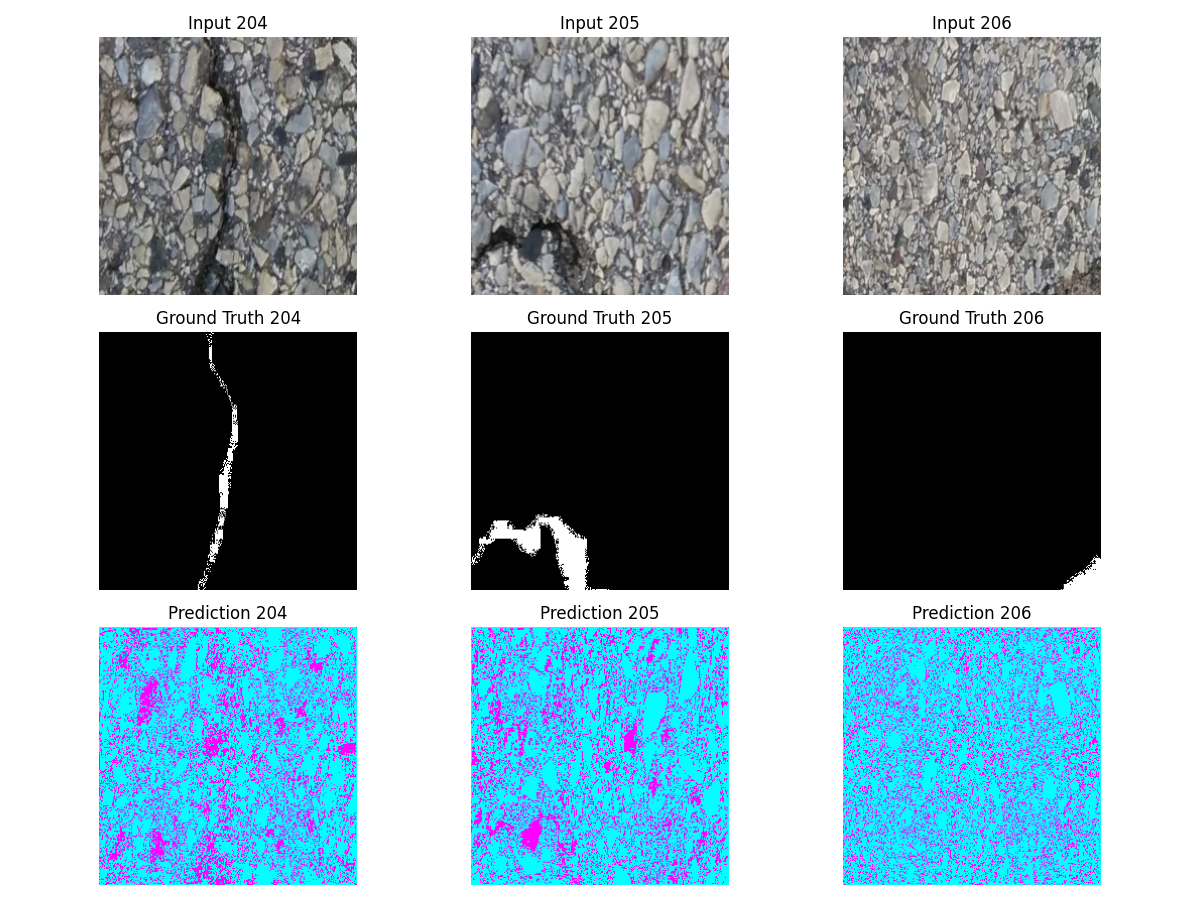 Input 204
Input 205
Input 206
Ground Truth 204
Ground Truth 205
Ground Truth 206
Prediction 204
Prediction 205
Prediction 206